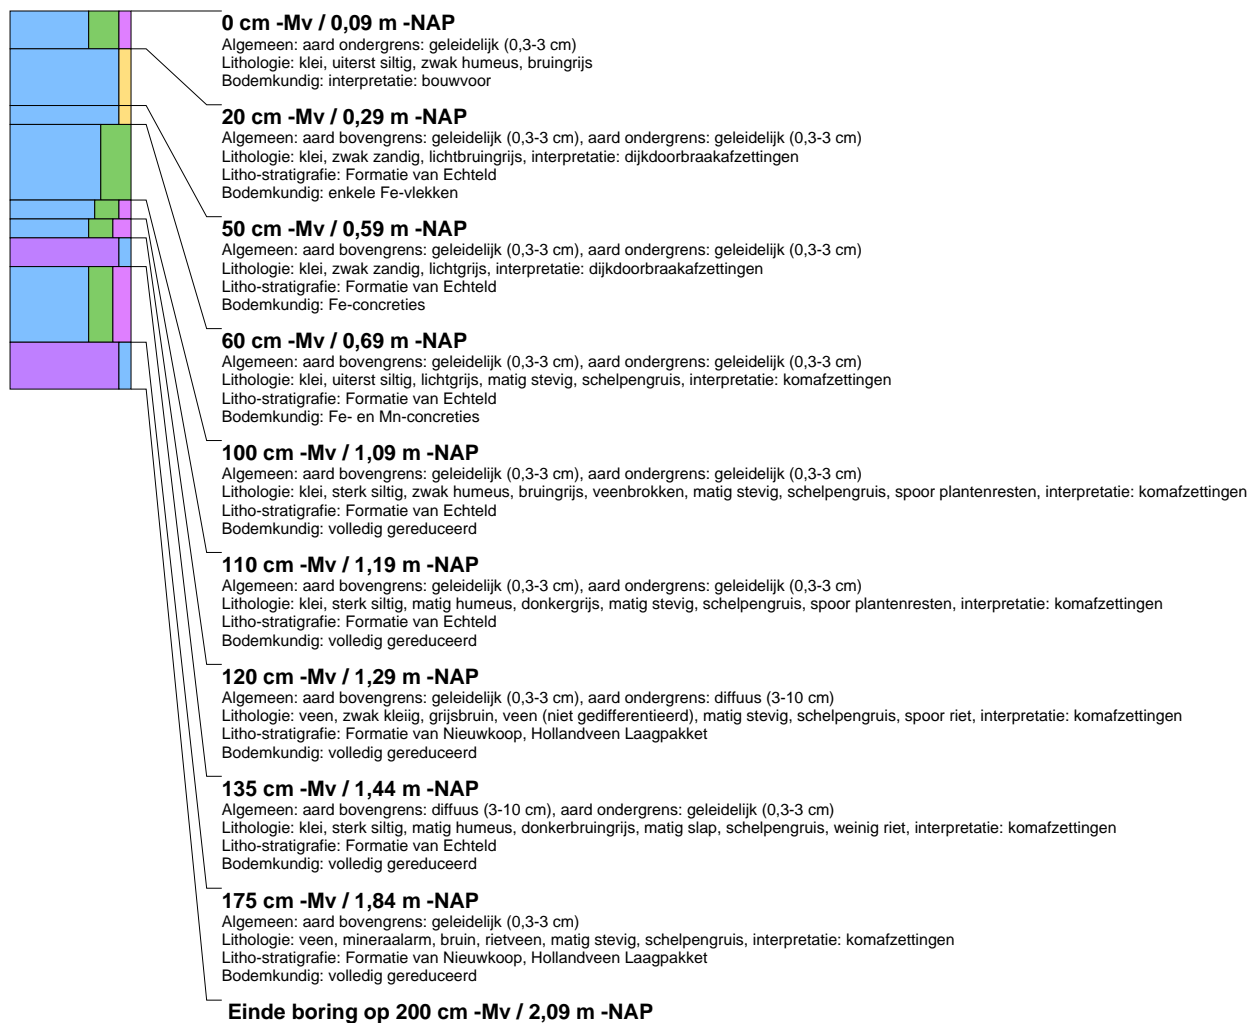 0 cm -Mv / 0,09 m -NAP
Algemeen: aard ondergrens: geleidelijk (0,3-3 cm)
Lithologie: klei, uiterst siltig, zwak humeus, bruingrijs
Bodemkundig: interpretatie: bouwvoor
20 cm -Mv / 0,29 m -NAP
Algemeen: aard bovengrens: geleidelijk (0,3-3 cm), aard ondergrens: geleidelijk (0,3-3 cm)
Lithologie: klei, zwak zandig, lichtbruingrijs, interpretatie: dijkdoorbraakafzettingen
Litho-stratigrafie: Formatie van Echteld
Bodemkundig: enkele Fe-vlekken
50 cm -Mv / 0,59 m -NAP
Algemeen: aard bovengrens: geleidelijk (0,3-3 cm), aard ondergrens: geleidelijk (0,3-3 cm)
Lithologie: klei, zwak zandig, lichtgrijs, interpretatie: dijkdoorbraakafzettingen
Litho-stratigrafie: Formatie van Echteld
Bodemkundig: Fe-concreties
60 cm -Mv / 0,69 m -NAP
Algemeen: aard bovengrens: geleidelijk (0,3-3 cm), aard ondergrens: geleidelijk (0,3-3 cm)
Lithologie: klei, uiterst siltig, lichtgrijs, matig stevig, schelpengruis, interpretatie: komafzettingen
Litho-stratigrafie: Formatie van Echteld
Bodemkundig: Fe- en Mn-concreties
100 cm -Mv / 1,09 m -NAP
Algemeen: aard bovengrens: geleidelijk (0,3-3 cm), aard ondergrens: geleidelijk (0,3-3 cm)
Lithologie: klei, sterk siltig, zwak humeus, bruingrijs, veenbrokken, matig stevig, schelpengruis, spoor plantenresten, interpretatie: komafzettingen
Litho-stratigrafie: Formatie van Echteld
Bodemkundig: volledig gereduceerd
110 cm -Mv / 1,19 m -NAP
Algemeen: aard bovengrens: geleidelijk (0,3-3 cm), aard ondergrens: geleidelijk (0,3-3 cm)
Lithologie: klei, sterk siltig, matig humeus, donkergrijs, matig stevig, schelpengruis, spoor plantenresten, interpretatie: komafzettingen
Litho-stratigrafie: Formatie van Echteld
Bodemkundig: volledig gereduceerd
120 cm -Mv / 1,29 m -NAP
Algemeen: aard bovengrens: geleidelijk (0,3-3 cm), aard ondergrens: diffuus (3-10 cm)
Lithologie: veen, zwak kleiig, grijsbruin, veen (niet gedifferentieerd), matig stevig, schelpengruis, spoor riet, interpretatie: komafzettingen
Litho-stratigrafie: Formatie van Nieuwkoop, Hollandveen Laagpakket
Bodemkundig: volledig gereduceerd
135 cm -Mv / 1,44 m -NAP
Algemeen: aard bovengrens: diffuus (3-10 cm), aard ondergrens: geleidelijk (0,3-3 cm)
Lithologie: klei, sterk siltig, matig humeus, donkerbruingrijs, matig slap, schelpengruis, weinig riet, interpretatie: komafzettingen
Litho-stratigrafie: Formatie van Echteld
Bodemkundig: volledig gereduceerd
175 cm -Mv / 1,84 m -NAP
Algemeen: aard bovengrens: geleidelijk (0,3-3 cm)
Lithologie: veen, mineraalarm, bruin, rietveen, matig stevig, schelpengruis, interpretatie: komafzettingen
Litho-stratigrafie: Formatie van Nieuwkoop, Hollandveen Laagpakket
Bodemkundig: volledig gereduceerd
Einde boring op 200 cm -Mv / 2,09 m -NAP